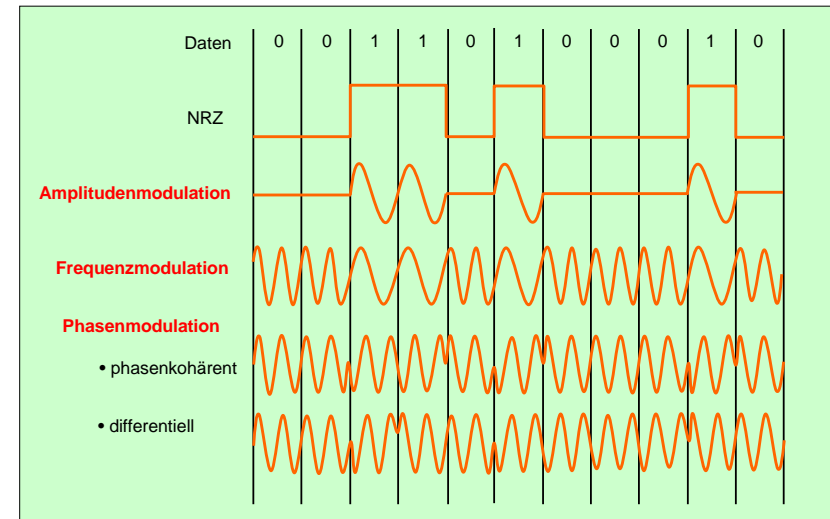 Daten 0 0 1 1 0 1 0 0 0 1 0
NRZ
Amplitudenmodulation
Frequenzmodulation
Phasenmodulation
• phasenkohärent
• differentiell